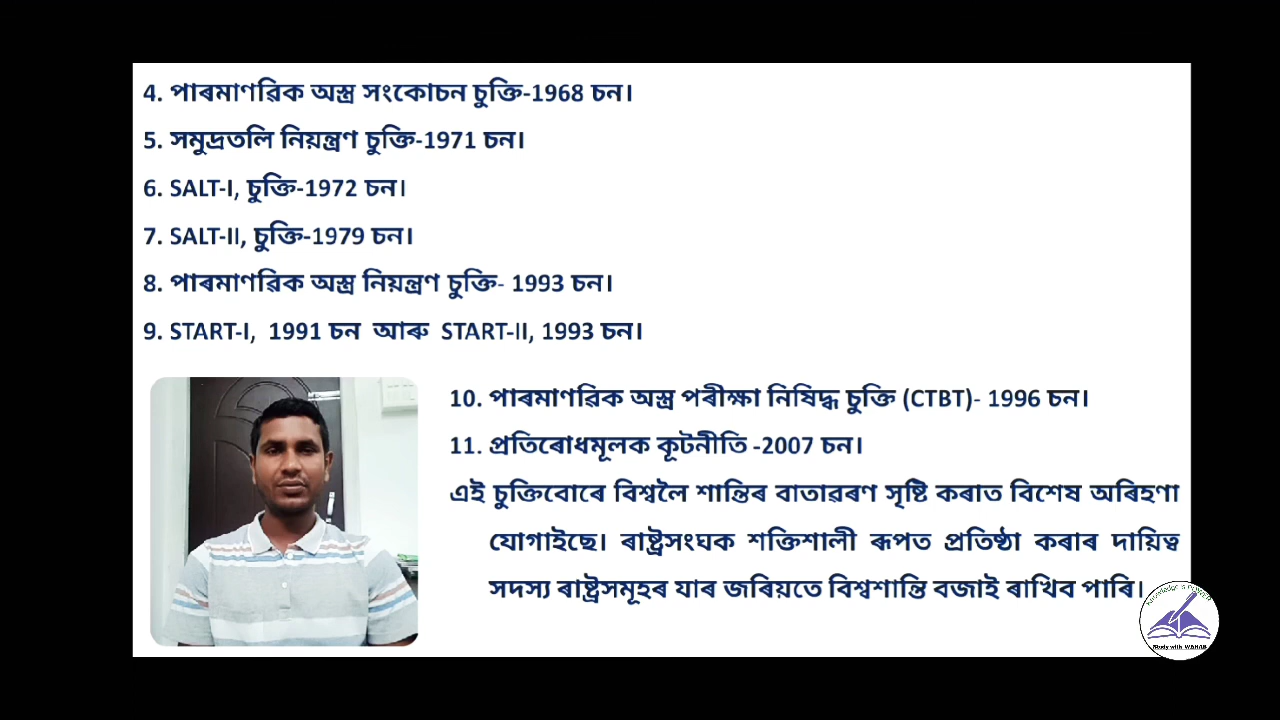 4. পাৰমাণৱিক অস্ত্ৰ সংকোচন চুক্তি-1968 চন।
5. সমুদ্ৰতলি নিয়ন্ত্ৰণ চুক্তি-1971 চন।
6. SALT-I, চুক্তি-1972 চন।
7. SALT-II, চুক্তি-1979 চন।
8. পাৰমাণৱিক অস্ত্ৰ নিয়ন্ত্ৰণ চুক্তি- 1993 চন।
9. START-I, 1991 চন আৰু START-II, 1993 চন।
10. পাৰমাণৱিক অস্ত্ৰ পৰীক্ষা নিষিদ্ধ চুক্তি (CTBT)- 1996 চন।
11. প্ৰতিৰোধমূলক কূটনীতি -2007 চন।
এই চুক্তিবোৰে বিশ্বলৈ শান্তিৰ বাতাৱৰণ সৃষ্টি কৰাত বিশেষ অৰিহণা
যোগাইছে। ৰাষ্ট্ৰসংঘক শক্তিশালী ৰূপত প্ৰতিষ্ঠা কৰাৰ দায়িত্ব
সদস্য ৰাষ্ট্ৰসমূহৰ যাৰ জৰিয়তে বিশ্বশান্তি বজাই ৰাখিব পাৰি।
Study with WAHAB